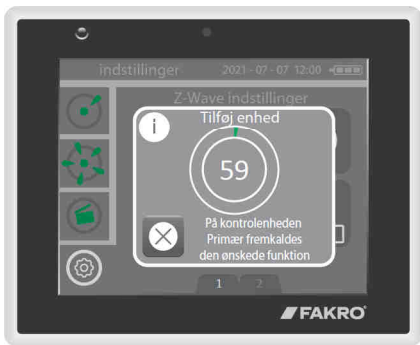 indstillinger 2021-07-07 12:00
Z-Wave indstillinger
i
Tilføj enhed
59
På kontrolenheden
Primær fremkaldes
den ønskede funktion
1 2
FAKRO